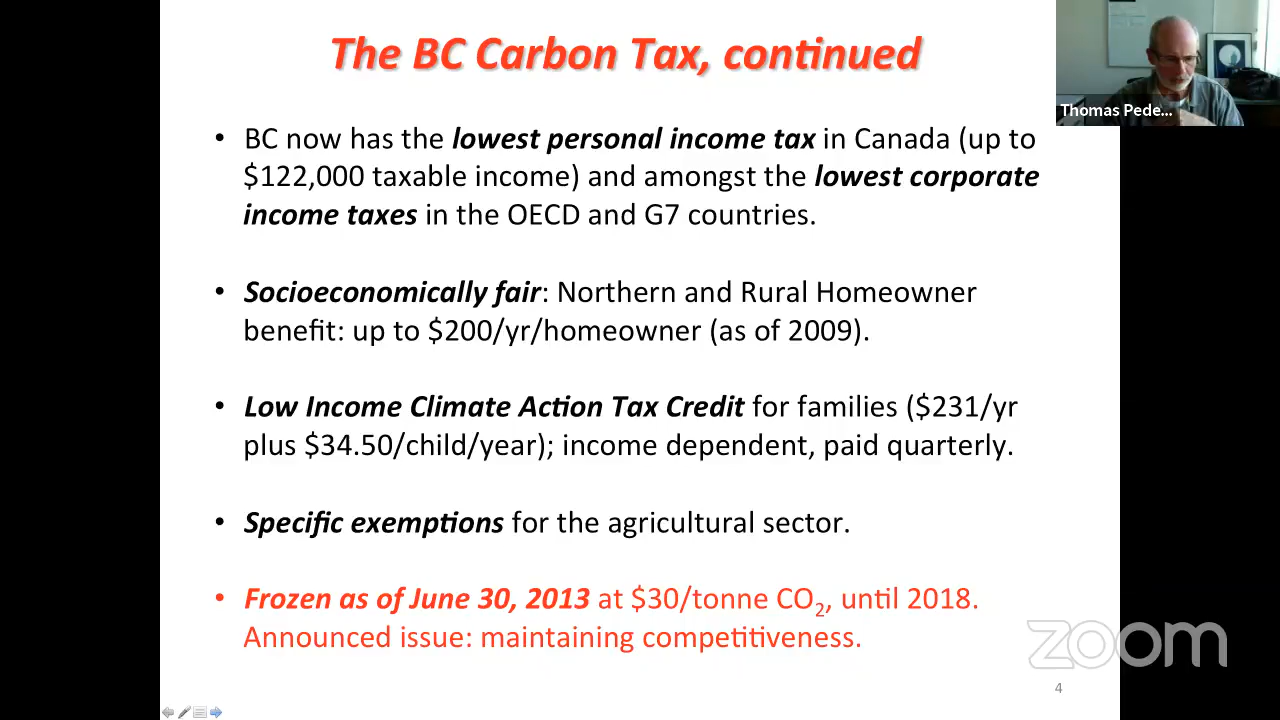 The BC Carbon Tax, continued
Thomas Pede...
• BC now has the lowest personal income tax in Canada (up to
$122,000 taxable income) and amongst the lowest corporate
income taxes in the OECD and G7 countries.
• Socioeconomically fair: Northern and Rural Homeowner
benefit: up to $200/yr/homeowner (as of 2009).
• Low Income Climate Action Tax Credit for families ($231/yr
plus $34.50/child/year); income dependent, paid quarterly.
• Specific exemptions for the agricultural sector.
• Frozen as of June 30, 2013 at $30/tonne CO₂, until 2018.
Announced issue: maintaining competitiveness.
zoom
4